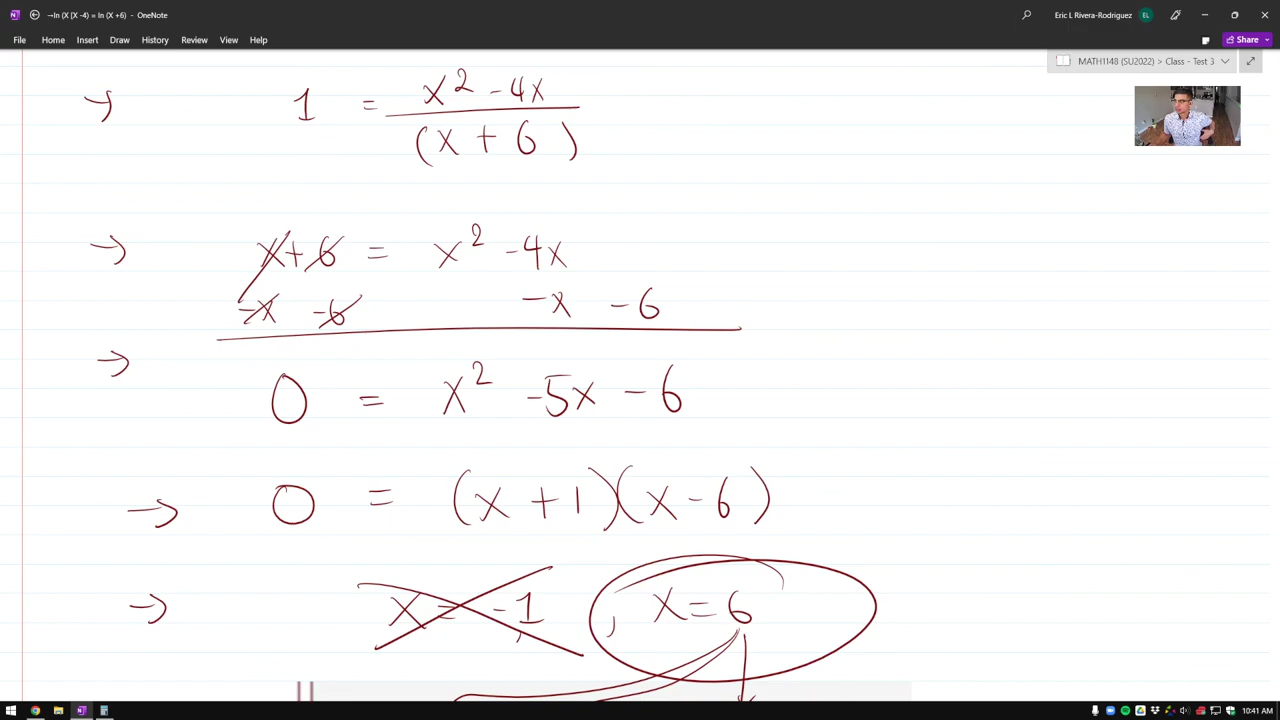 →ln (X (X -4) = ln (X +6) - OneNote
Eric L Rivera-Rodriguez EL
File Home Insert Draw History Review View Help
Share
MATH1148 (SU2022) > Class - Test 3
→ 1 = x² - 4x / (x + 6)
→ x + 6 = x² - 4x
-x -6 -x -6
→ 0 = x² - 5x - 6
→ 0 = (x + 1)(x - 6)
→ x = -1, x = 6
10:41 AM